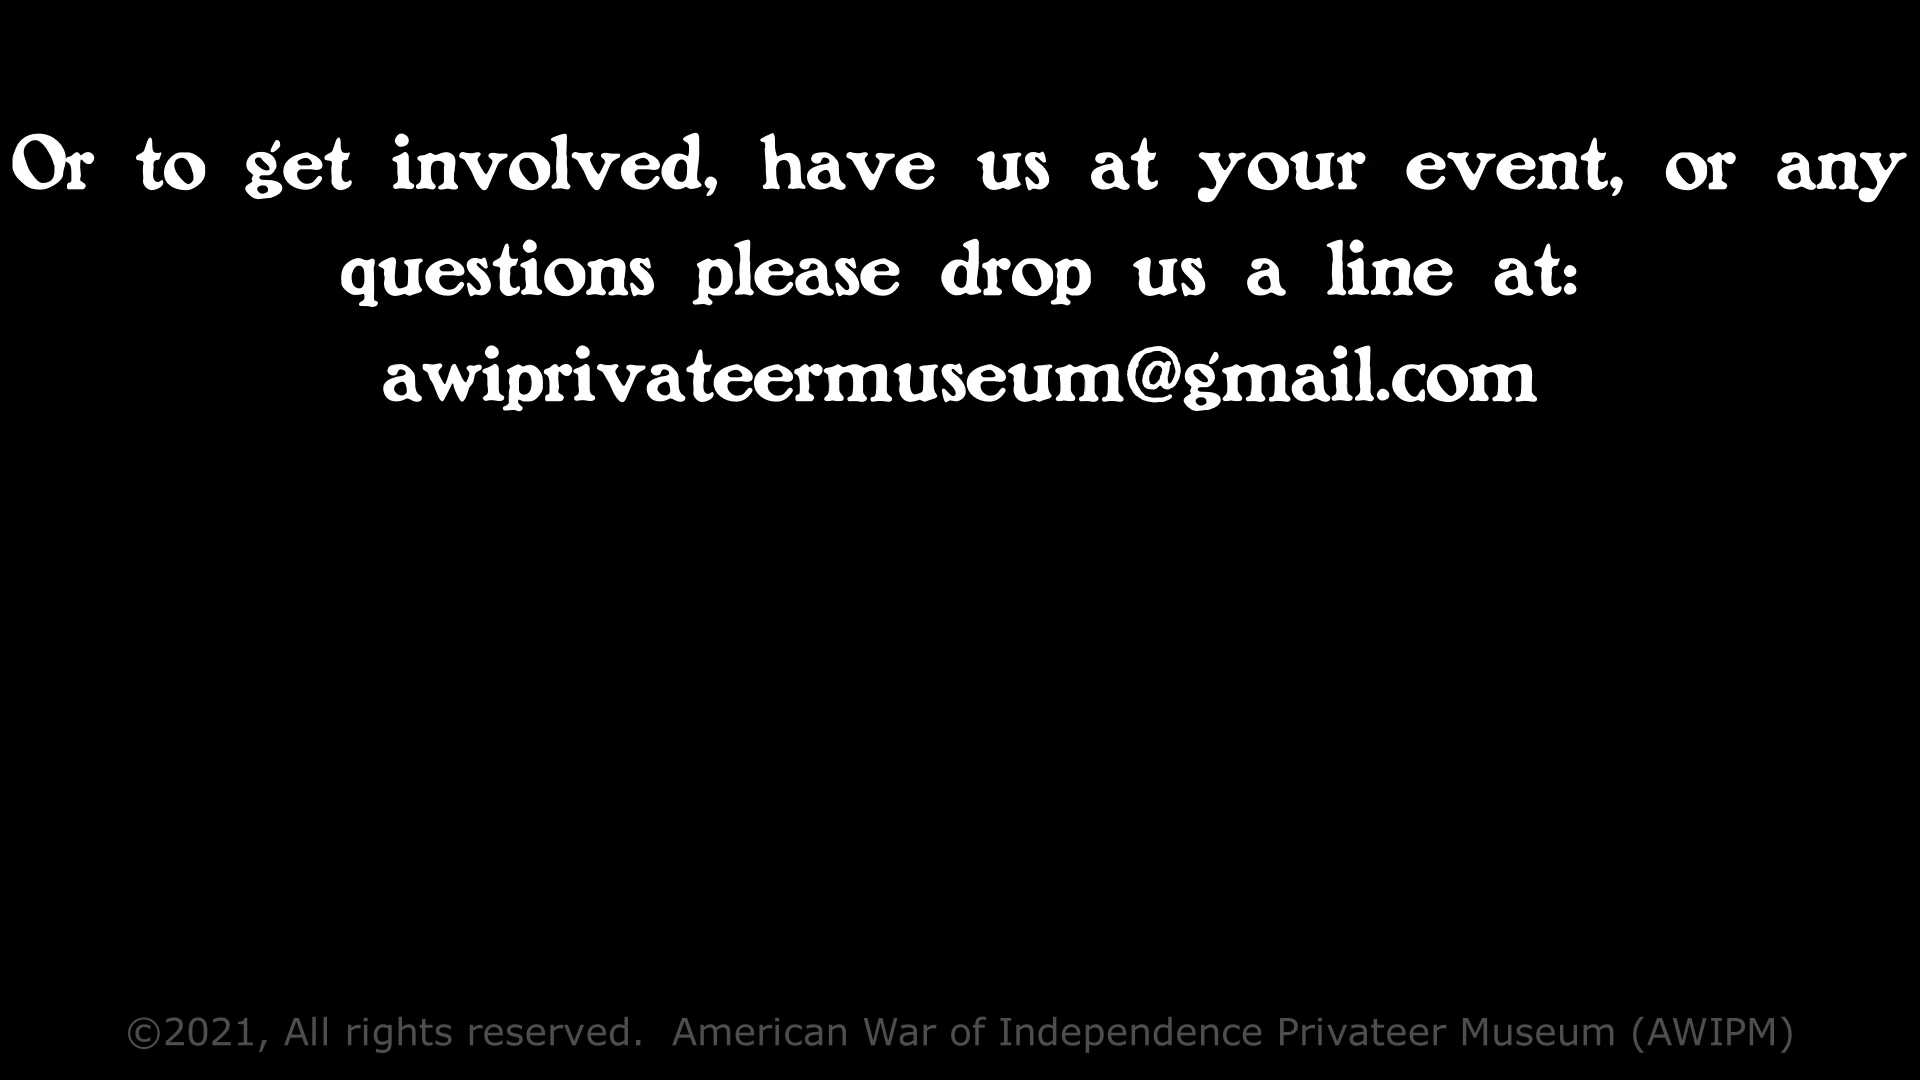 Or to get involved, have us at your event, or any
questions please drop us a line at:
awiprivateermuseum@gmail.com
©2021, All rights reserved.  American War of Independence Privateer Museum (AWIPM)